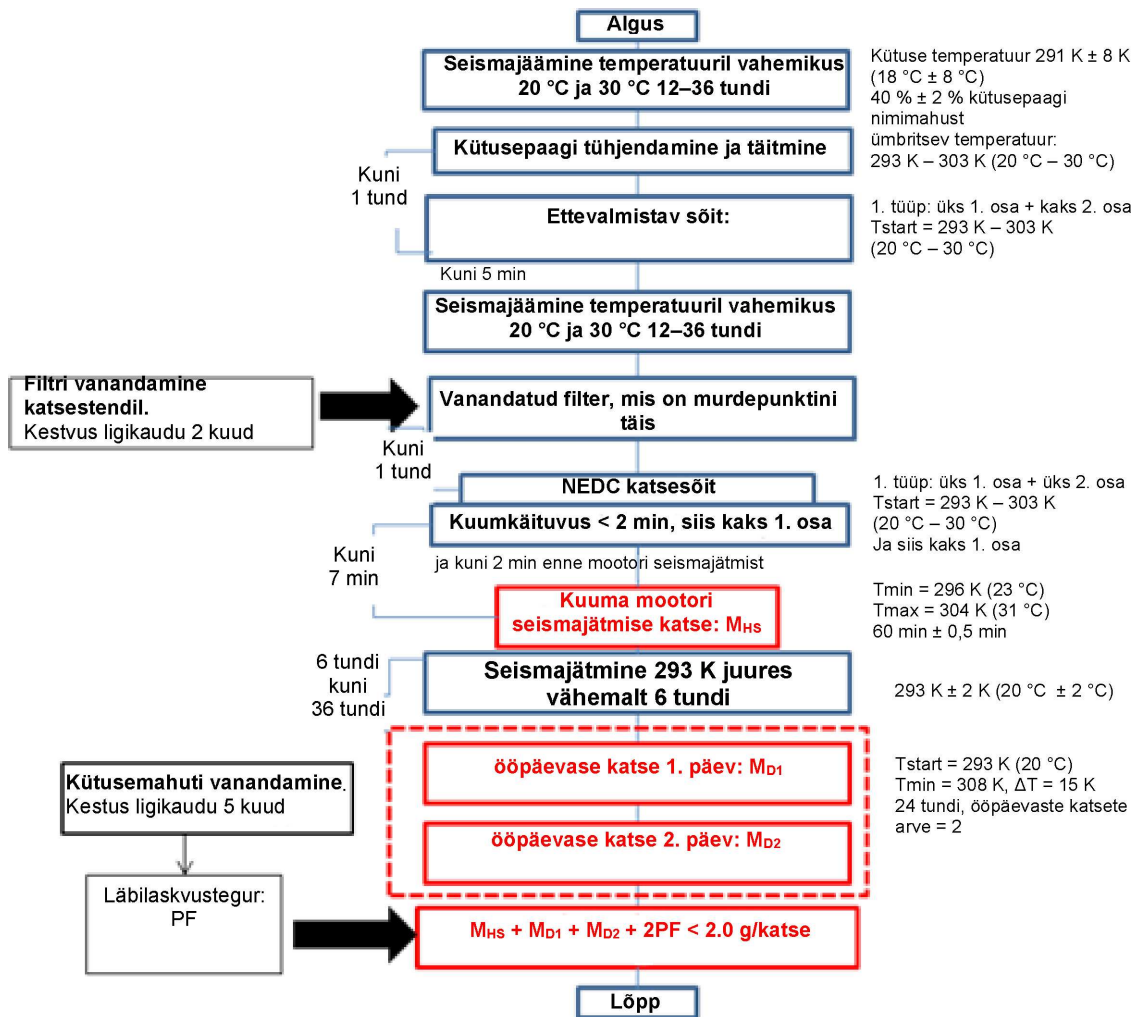 Algus
Seismajäämine temperatuuril vahemikus
20 °C ja 30 °C 12–36 tundi
Kütuse temperatuur 291 K ± 8 K
(18 °C ± 8 °C)
40 % ± 2 % kütusepaagi
nimimahust
ümbritsev temperatuur:
293 K – 303 K (20 °C – 30 °C)
Kütusepaagi tühjendamine ja täitmine
Kuni
1 tund
Ettevalmistav sõit:
1. tüüp: üks 1. osa + kaks 2. osa
Tstart = 293 K – 303 K
(20 °C – 30 °C)
Kuni 5 min
Seismajäämine temperatuuril vahemikus
20 °C ja 30 °C 12–36 tundi
Filtri vanandamine
katsestendil.
Kestvus ligikaudu 2 kuud
Vanandatud filter, mis on murdepunktini
täis
Kuni
1 tund
NEDC katsesõit
Kuumkäituvus < 2 min, siis kaks 1. osa
1. tüüp: üks 1. osa + üks 2. osa
Tstart = 293 K – 303 K
(20 °C – 30 °C)
Ja siis kaks 1. osa
Kuni
7 min
ja kuni 2 min enne mootori seismajätmist
Kuuma mootori
seismajätmise katse: MHS
Tmin = 296 K (23 °C)
Tmax = 304 K (31 °C)
60 min ± 0,5 min
6 tundi
kuni
36 tundi
Seismajätmine 293 K juures
vähemalt 6 tundi
293 K ± 2 K (20 °C ± 2 °C)
ööpäevase katse 1. päev: MD1
Tstart = 293 K (20 °C)
Tmin = 308 K, ΔT = 15 K
24 tundi, ööpäevaste katsete
arve = 2
Kütusemahuti vanandamine.
Kestus ligikaudu 5 kuud
ööpäevase katse 2. päev: MD2
Läbilaskvustegur:
PF
MHS + MD1 + MD2 + 2PF < 2.0 g/katse
Lõpp